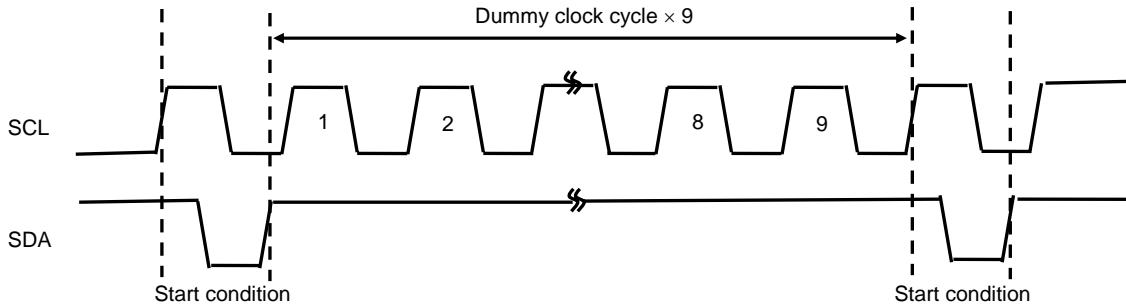 Dummy clock cycle × 9
SCL
1
2
8
9
SDA
Start condition
Start condition